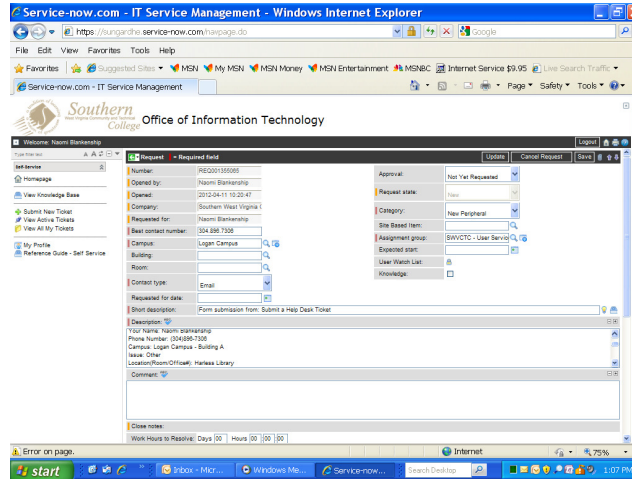 Service-now.com - IT Service Management - Windows Internet Explorer
https://sungardhe.service-now.com/navpage.do
Google
File Edit View Favorites Tools Help
Favorites Suggested Sites MSN My MSN MSN Money MSN Entertainment MSNBC Internet Service $9.95 Live Search Traffic
Service-now.com - IT Service Management
Page Safety Tools
Southern
West Virginia Community and Technical
College
Office of Information Technology
Welcome: Naomi Blankenship
Logout
Type filter text
A A
Request = Required field
Update Cancel Request Save
Self-Service
Homepage
View Knowledge Base
Submit New Ticket
View Active Tickets
View All My Tickets
My Profile
Reference Guide - Self Service
Number: REQ001355065
Opened by: Naomi Blankenship
Opened: 2012-04-11 10:20:47
Company: Southern West Virginia
Requested for: Naomi Blankenship
Best contact number: 304.896.7306
Campus: Logan Campus
Building:
Room:
Contact type: Email
Requested for date:
Approval: Not Yet Requested
Request state: New
Category: New Peripheral
Site Based Item:
Assignment group: SWVCTC - User Servic
Expected start:
User Watch List:
Knowledge:
Short description: Form submission from: Submit a Help Desk Ticket
Description:
Your Name: Naomi Blankenship
Phone Number: (304)896-7306
Campus: Logan Campus - Building A
Issue: Other
Location(Room/Office#): Harless Library
Comment:
Close notes:
Work Hours to Resolve: Days 00 Hours 00 00 00
Error on page.
Internet
75%
start
Inbox - Micr...
Windows Me...
Service-now...
Search Desktop
1:07 PM